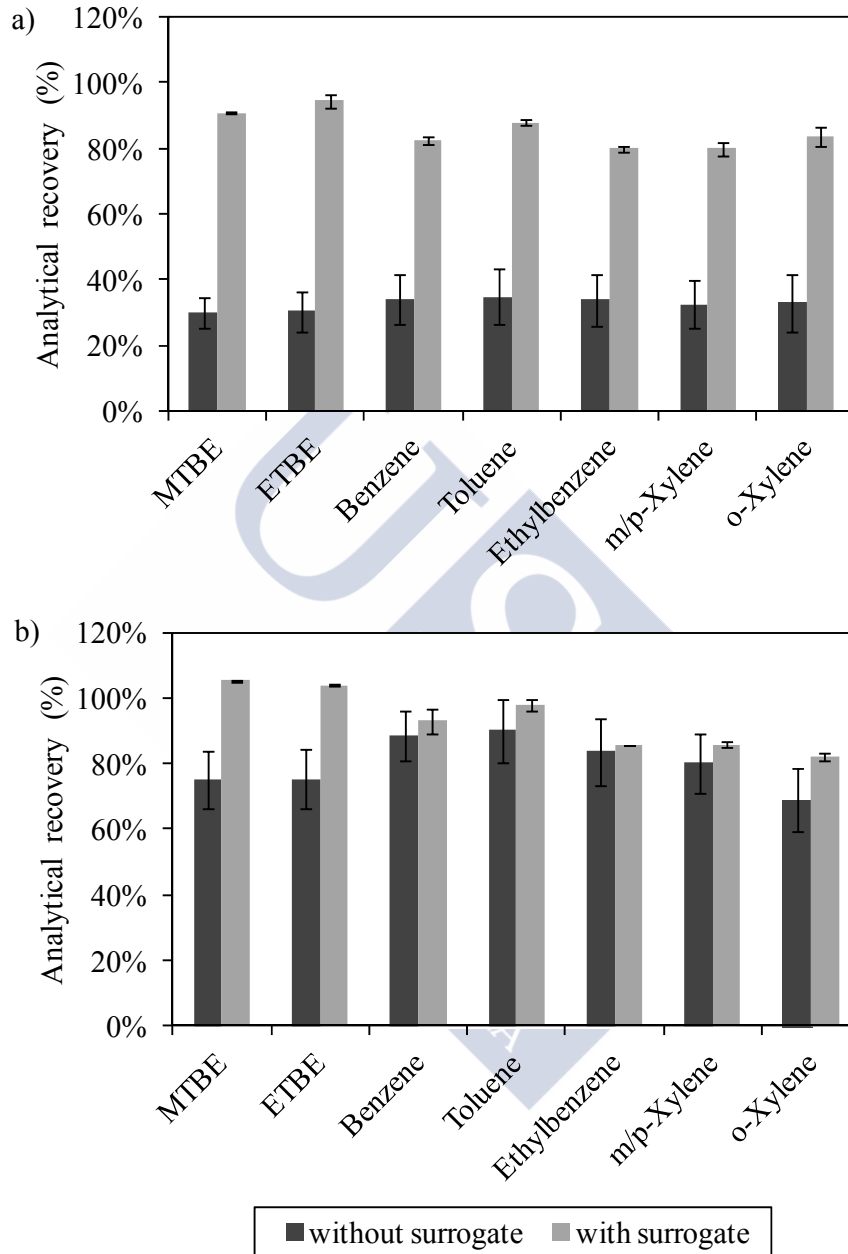 a)
Analytical recovery (%)
120%
100%
80%
60%
40%
20%
0%
MTBE
ETBE
Benzene
Toluene
Ethylbenzene
m/p-Xylene
o-Xylene
b)
Analytical recovery (%)
120%
100%
80%
60%
40%
20%
0%
MTBE
ETBE
Benzene
Toluene
Ethylbenzene
m/p-Xylene
o-Xylene
without surrogate with surrogate